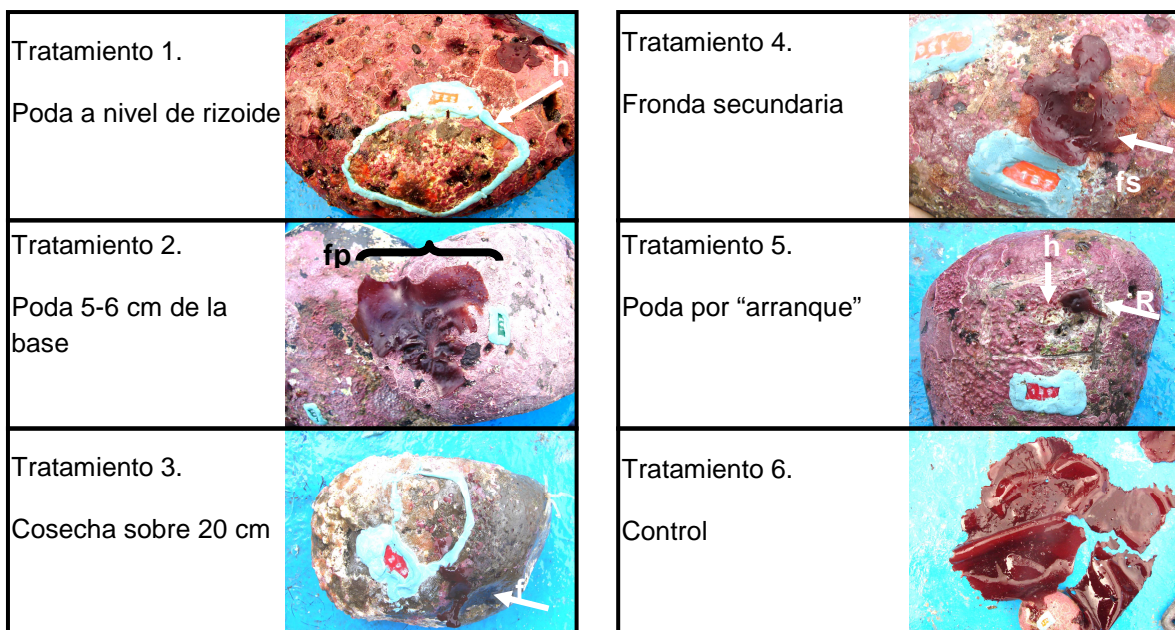 Tratamiento 1.
Poda a nivel de rizoide
h
Tratamiento 2.
Poda 5-6 cm de la
base
fp
Tratamiento 3.
Cosecha sobre 20 cm
f
Tratamiento 4.
Fronda secundaria
fs
Tratamiento 5.
Poda por “arranque”
h
R
Tratamiento 6.
Control